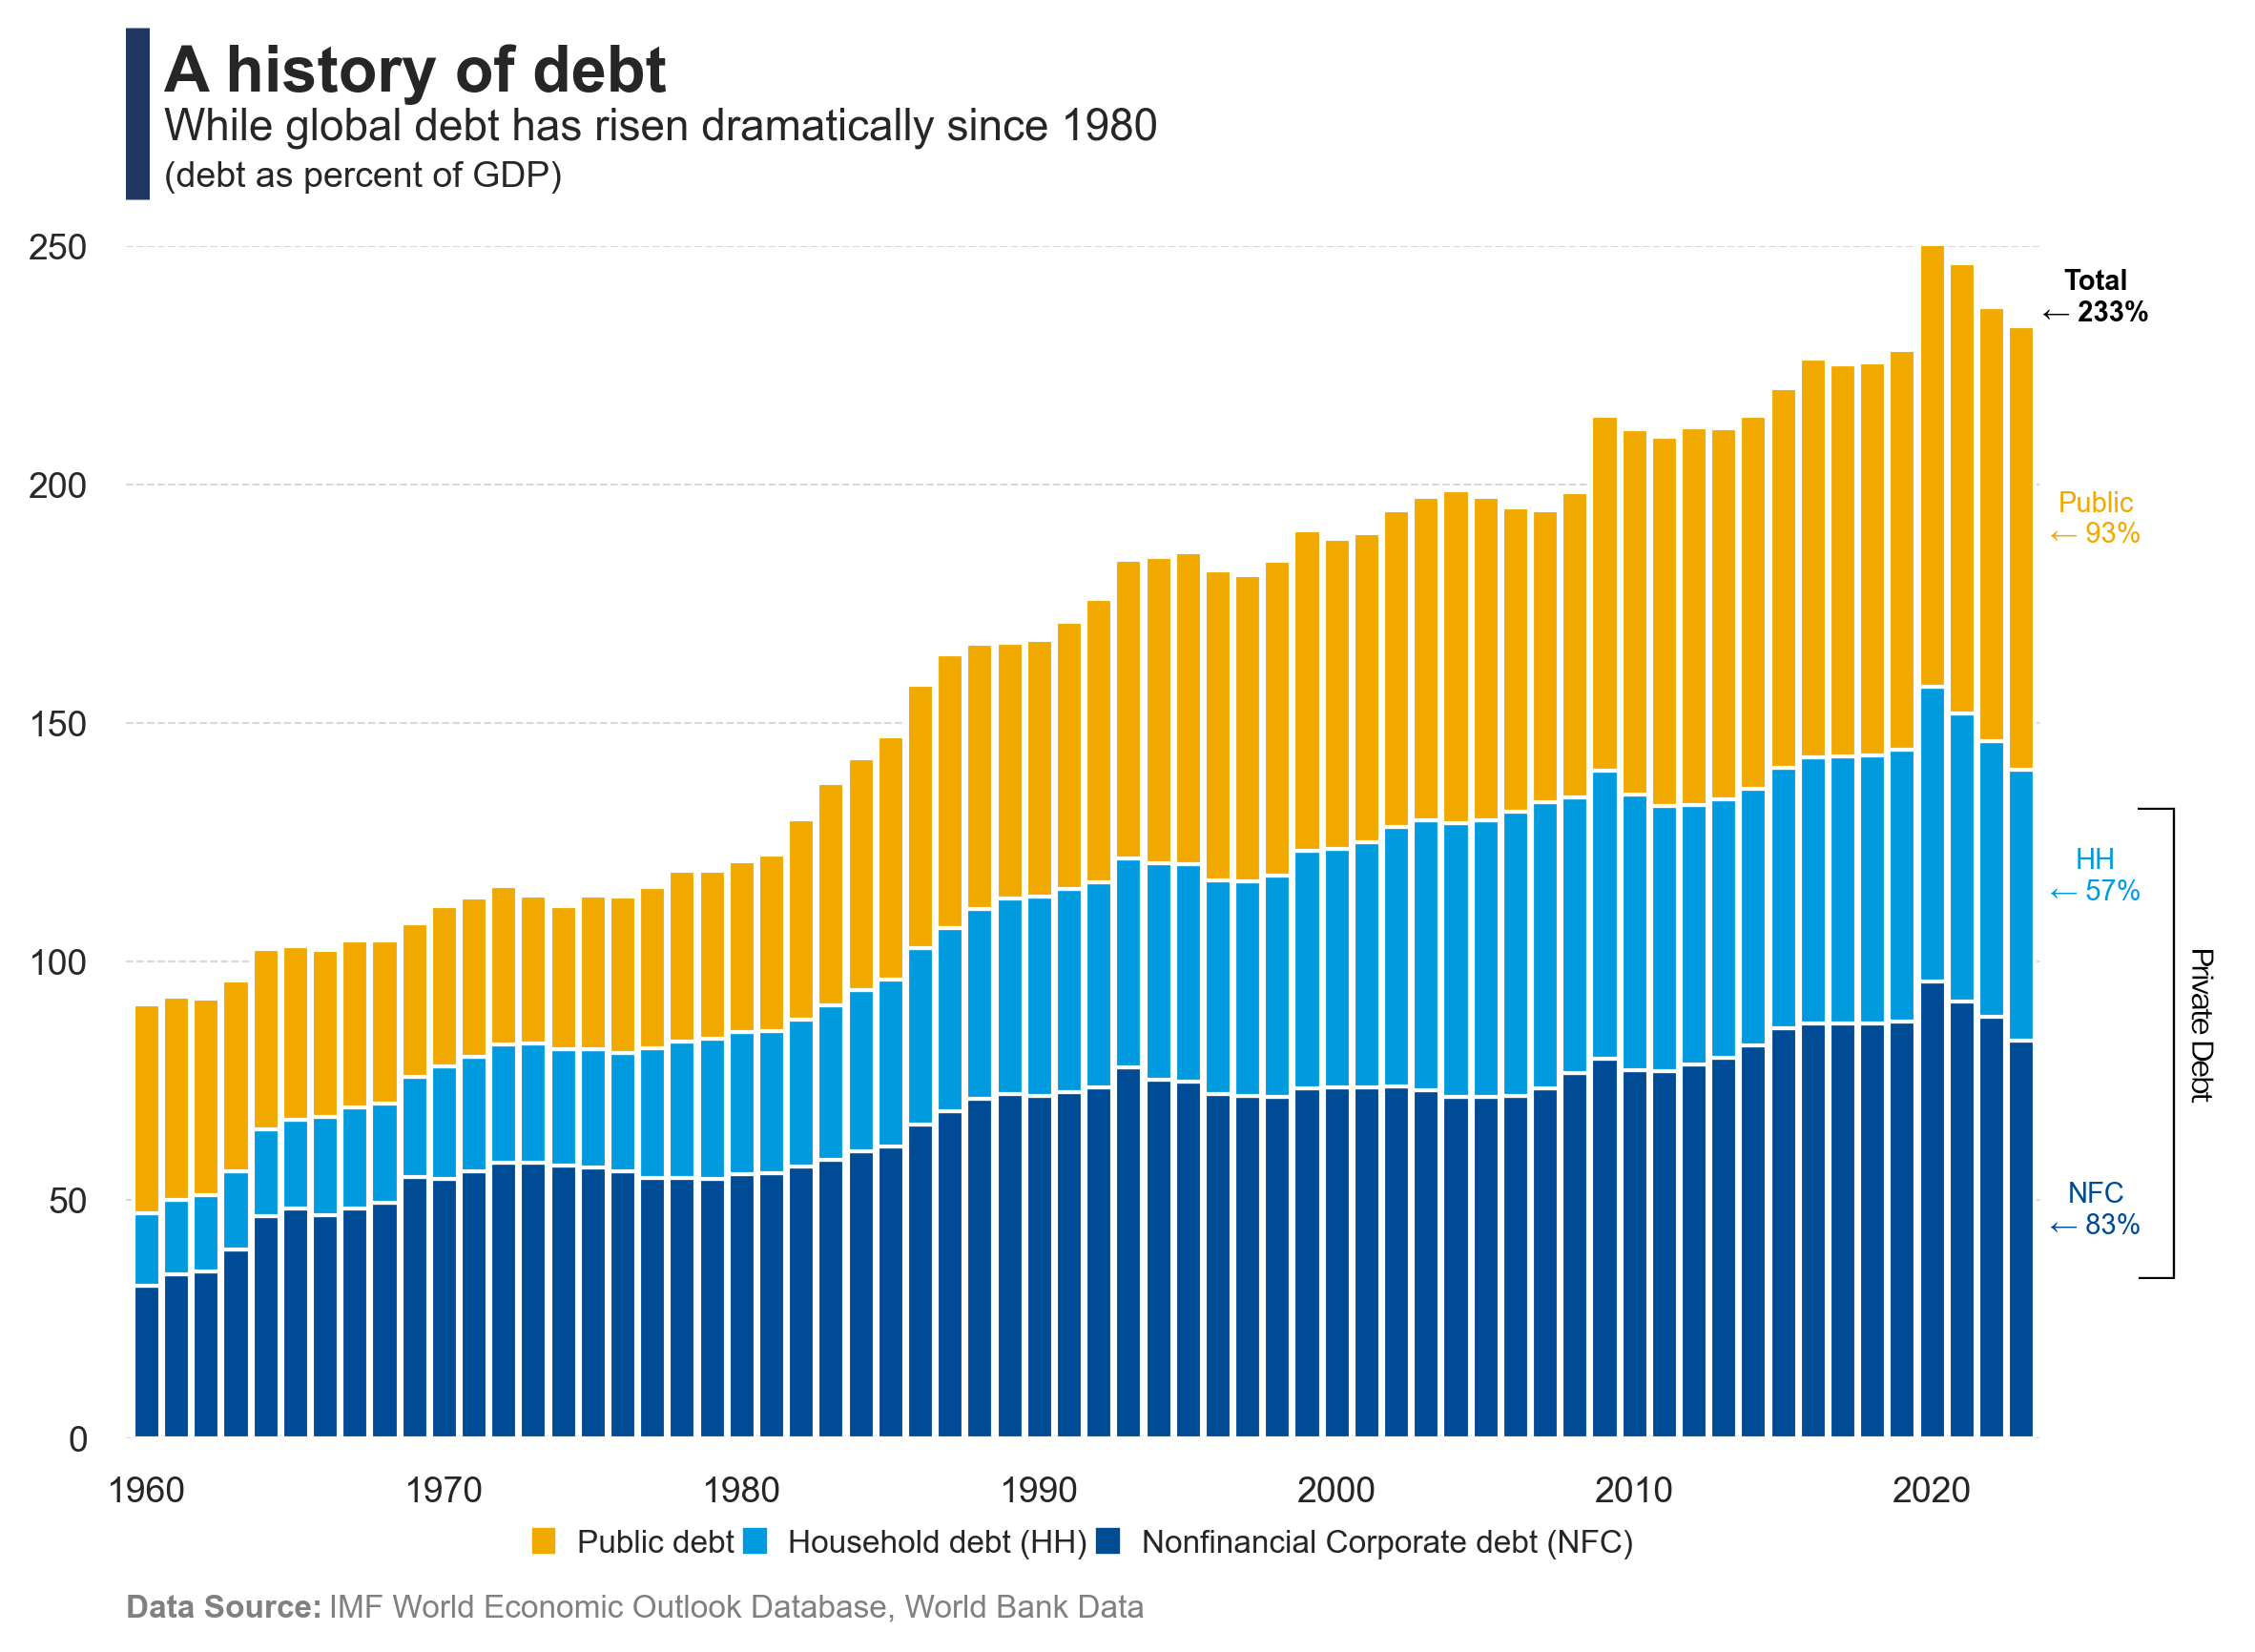 A history of debt
While global debt has risen dramatically since 1980
(debt as percent of GDP)
250
200
150
100
50
0
Total
← 233%
Public
← 93%
HH
← 57%
NFC
← 83%
Private Debt
1960 1970 1980 1990 2000 2010 2020
Public debt Household debt (HH) Nonfinancial Corporate debt (NFC)
Data Source: IMF World Economic Outlook Database, World Bank Data